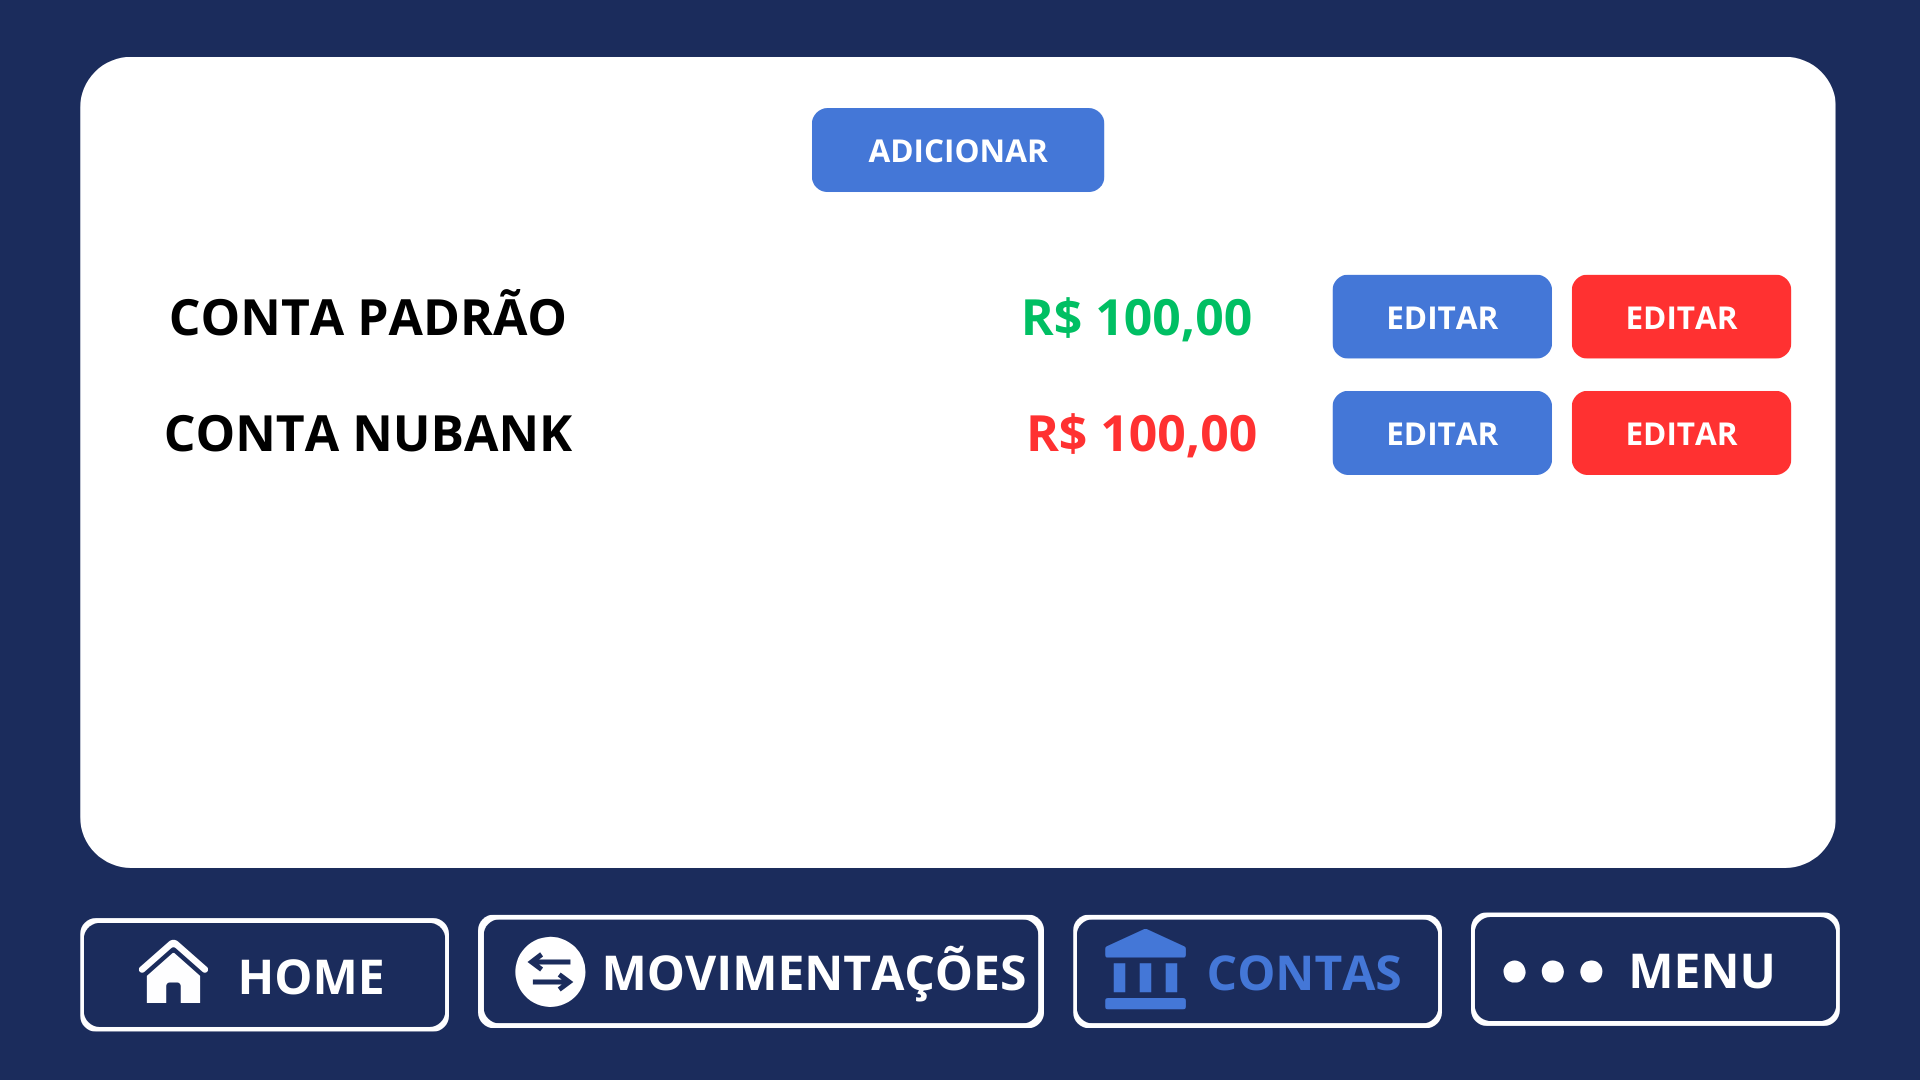 ADICIONAR
CONTA PADRÃO R$ 100,00 EDITAR EDITAR
CONTA NUBANK R$ 100,00 EDITAR EDITAR
HOME MOVIMENTAÇÕES CONTAS MENU